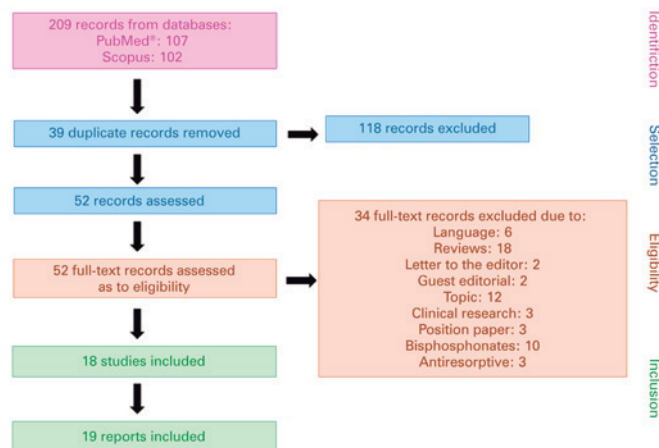 209 records from databases:
PubMed®: 107
Scopus: 102
Identifiction
39 duplicate records removed
118 records excluded
Selection
52 records assessed
52 full-text records assessed
as to eligibility
34 full-text records excluded due to:
Language: 6
Reviews: 18
Letter to the editor: 2
Guest editorial: 2
Topic: 12
Clinical research: 3
Position paper: 3
Bisphosphonates: 10
Antiresorptive: 3
Eligibility
18 studies included
19 reports included
Inclusion